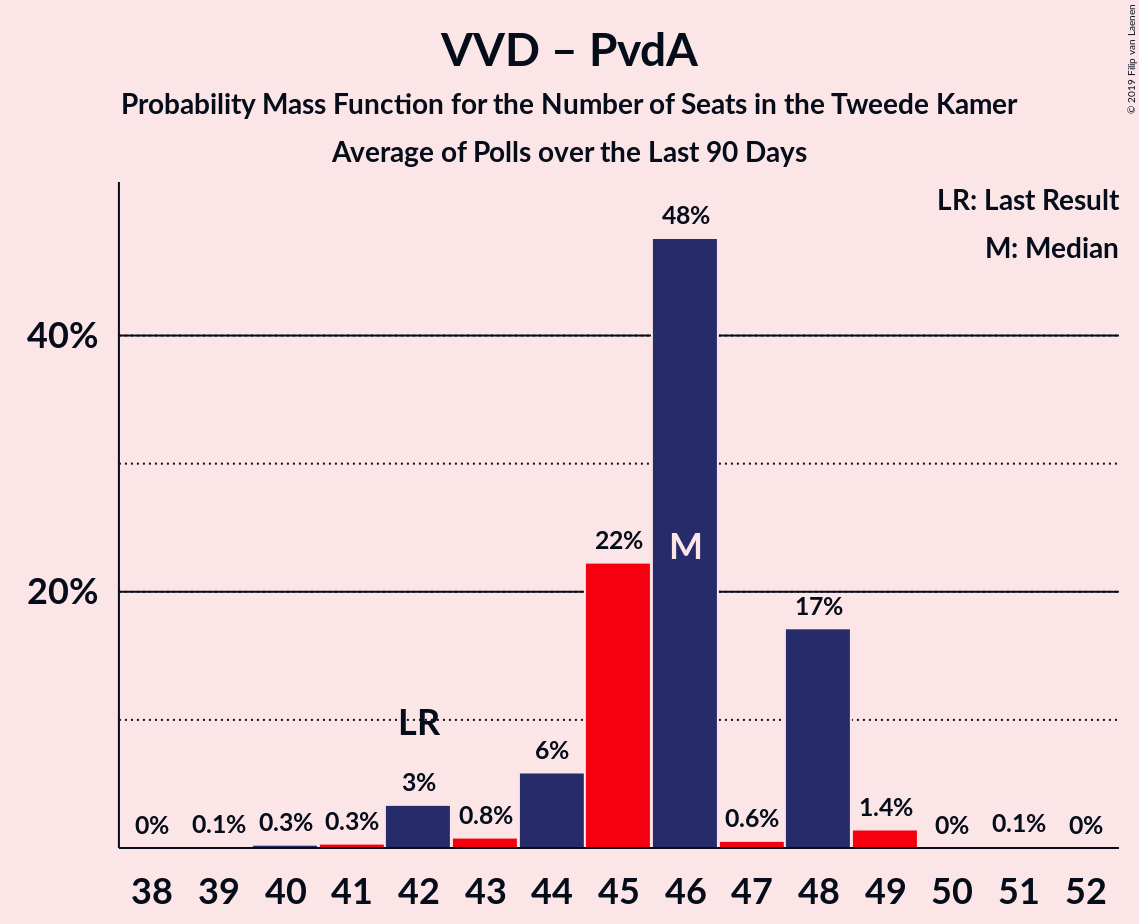 VVD – PvdA
Probability Mass Function for the Number of Seats in the Tweede Kamer
Average of Polls over the Last 90 Days
© 2019 Filip van Laenen
LR: Last Result
M: Median
40%
20%
0%
0.1%
0.3%
0.3%
3%
0.8%
6%
22%
48%
0.6%
17%
1.4%
0%
0.1%
0%
LR
M
38 39 40 41 42 43 44 45 46 47 48 49 50 51 52